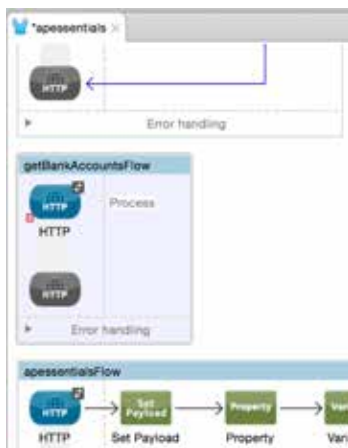 *apessentials
HTTP
Error handling
getBankAccountsFlow
HTTP
Process
HTTP
HTTP
Error handling
apessentialsFlow
HTTP
Set
Payload
Property
HTTP
Set Payload
Property